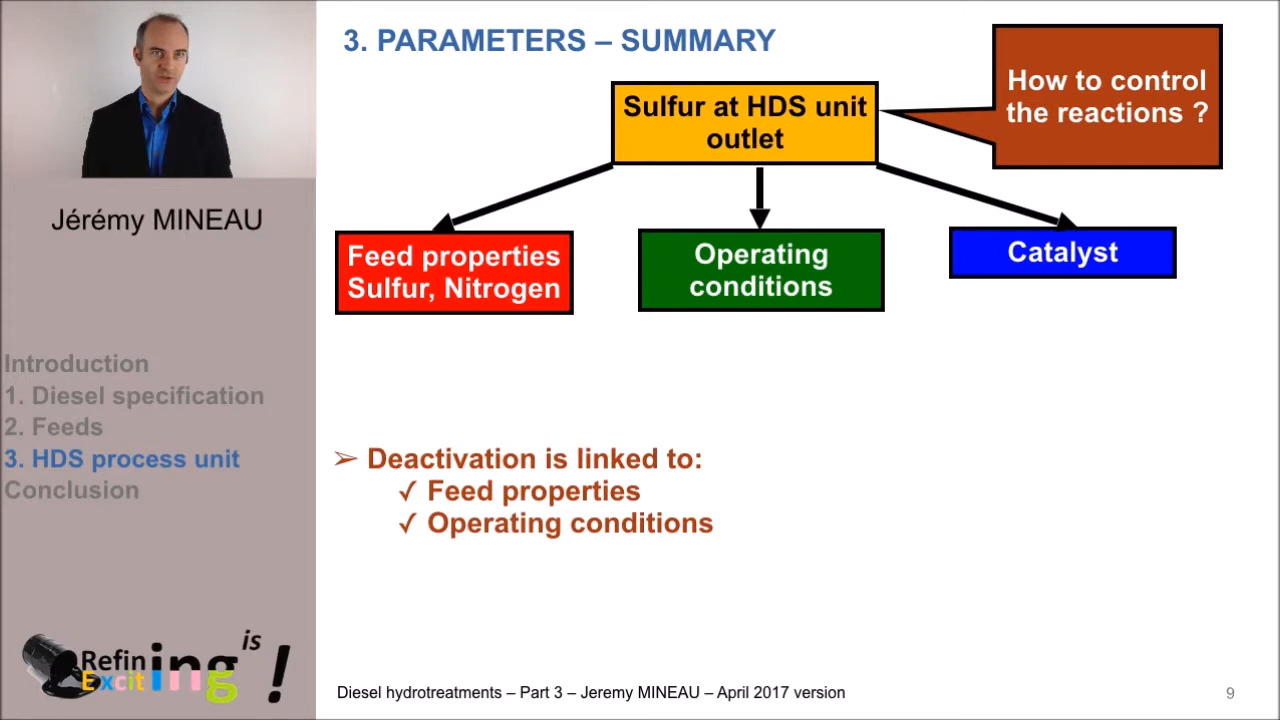 3. PARAMETERS – SUMMARY
How to control
the reactions ?
Sulfur at HDS unit
outlet
Feed properties
Sulfur, Nitrogen
Operating
conditions
Catalyst
Jérémy MINEAU
Introduction
1. Diesel specification
2. Feeds
3. HDS process unit
Conclusion
➢ Deactivation is linked to:
✓ Feed properties
✓ Operating conditions
Refining is
Exciting !
Diesel hydrotreatments – Part 3 – Jeremy MINEAU – April 2017 version
9